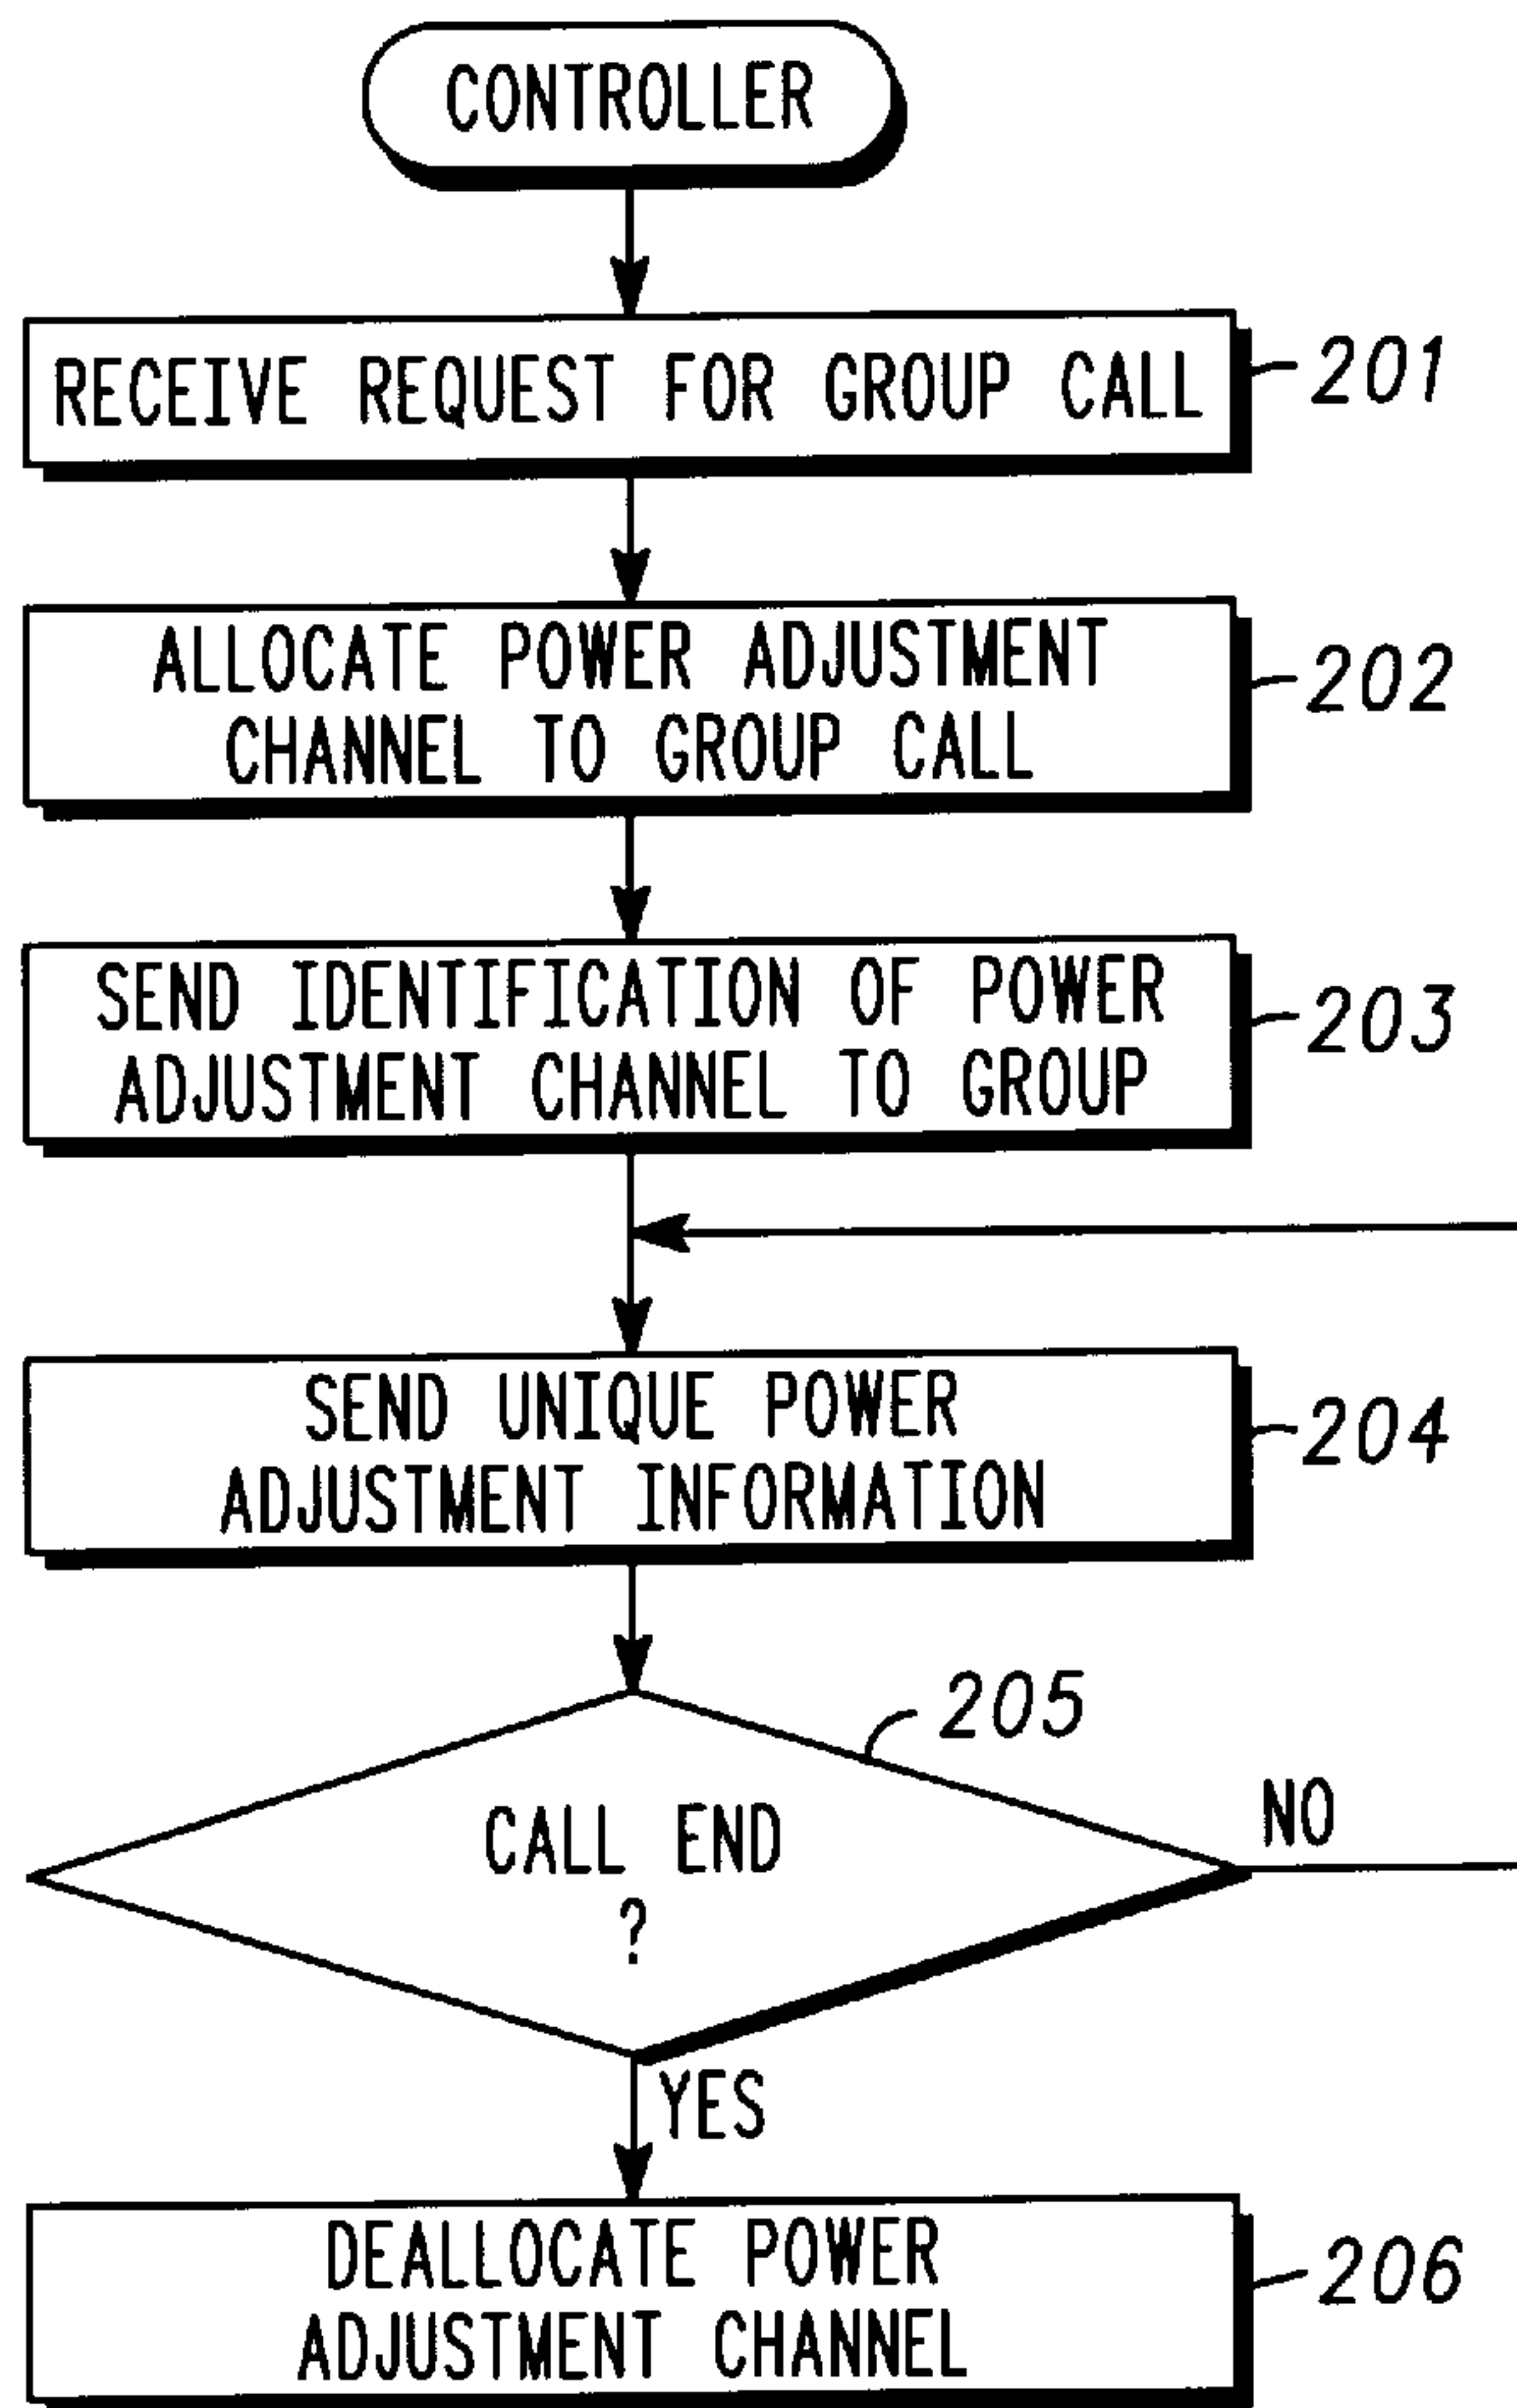 CONTROLLER
RECEIVE REQUEST FOR GROUP CALL
201
ALLOCATE POWER ADJUSTMENT
CHANNEL TO GROUP CALL
202
SEND IDENTIFICATION OF POWER
ADJUSTMENT CHANNEL TO GROUP
203
SEND UNIQUE POWER
ADJUSTMENT INFORMATION
204
205
CALL END
?
NO
YES
DEALLOCATE POWER
ADJUSTMENT CHANNEL
206